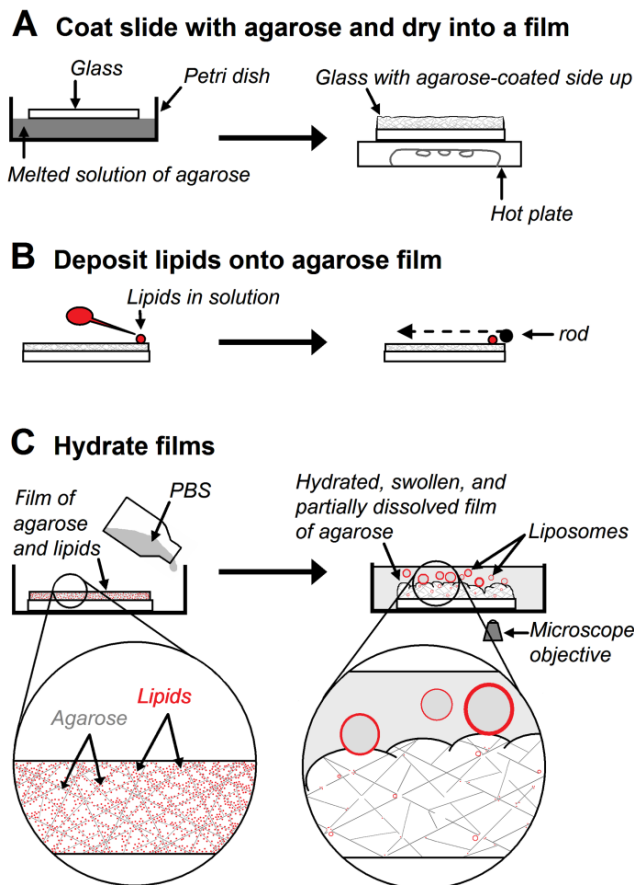 A Coat slide with agarose and dry into a film
Glass
Petri dish
Glass with agarose-coated side up
Melted solution of agarose
Hot plate
B Deposit lipids onto agarose film
Lipids in solution
rod
C Hydrate films
Film of
agarose
and lipids
PBS
Hydrated, swollen, and
partially dissolved film
of agarose
Liposomes
Microscope
objective
Lipids
Agarose